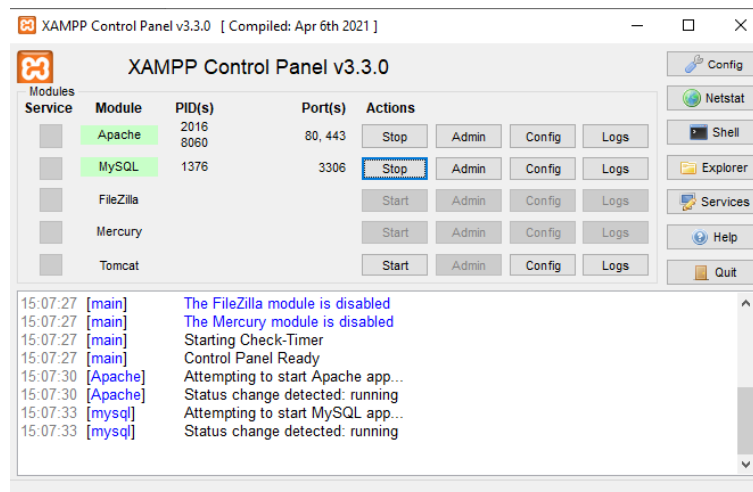 XAMPP Control Panel v3.3.0 [ Compiled: Apr 6th 2021 ]
XAMPP Control Panel v3.3.0
Config
Modules
Service Module PID(s) Port(s) Actions
Netstat
Apache 2016 8060 80, 443 Stop Admin Config Logs
Shell
MySQL 1376 3306 Stop Admin Config Logs
Explorer
FileZilla Start Admin Config Logs
Services
Mercury Start Admin Config Logs
Help
Tomcat Start Admin Config Logs
Quit
15:07:27 [main] The FileZilla module is disabled
15:07:27 [main] The Mercury module is disabled
15:07:27 [main] Starting Check-Timer
15:07:27 [main] Control Panel Ready
15:07:30 [Apache] Attempting to start Apache app...
15:07:30 [Apache] Status change detected: running
15:07:33 [mysql] Attempting to start MySQL app...
15:07:33 [mysql] Status change detected: running